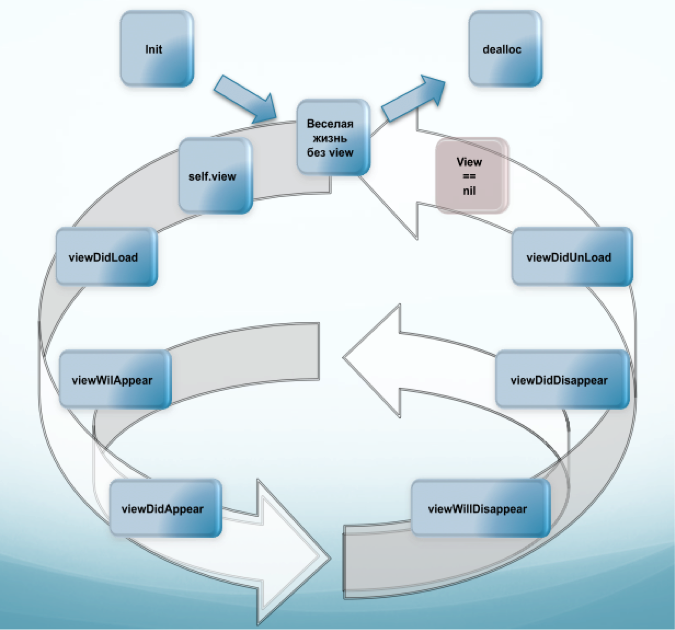 Init
dealloc
Веселая
жизнь
без view
View
==
nil
self.view
viewDidLoad
viewDidUnLoad
viewWilAppear
viewDidDisappear
viewDidAppear
viewWillDisappear